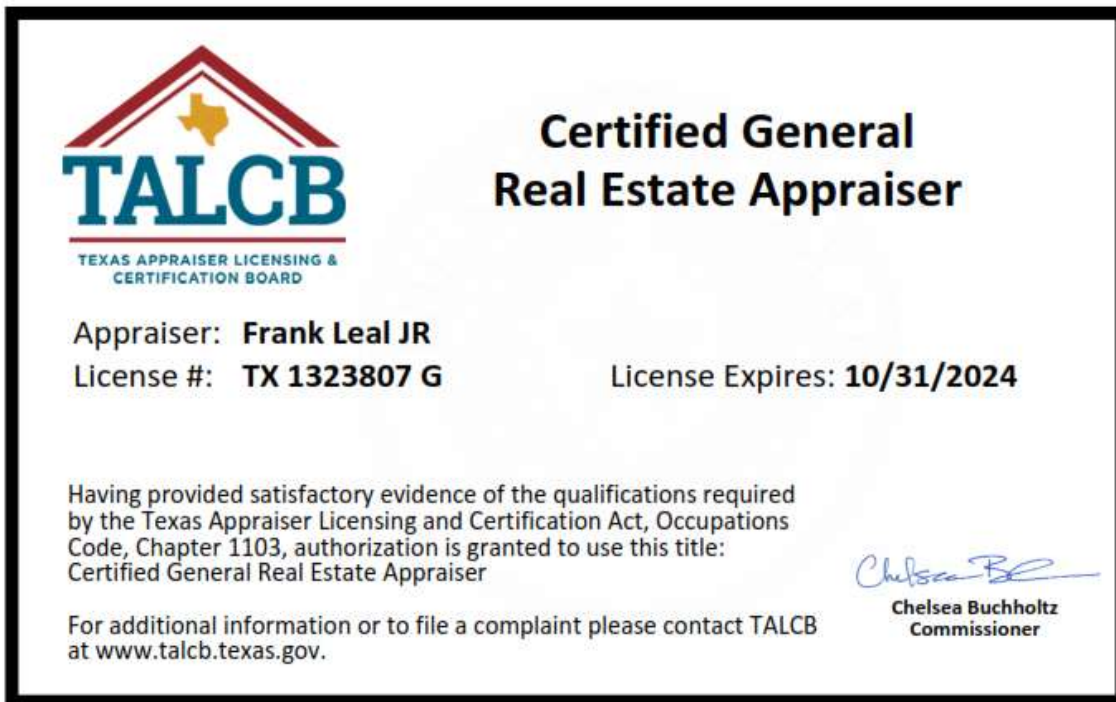 TALCB
TEXAS APPRAISER LICENSING &
CERTIFICATION BOARD
Certified General
Real Estate Appraiser
Appraiser: Frank Leal JR
License #: TX 1323807 G
License Expires: 10/31/2024
Having provided satisfactory evidence of the qualifications required
by the Texas Appraiser Licensing and Certification Act, Occupations
Code, Chapter 1103, authorization is granted to use this title:
Certified General Real Estate Appraiser
For additional information or to file a complaint please contact TALCB
at www.talcb.texas.gov.
Chelsea Buchholtz
Commissioner